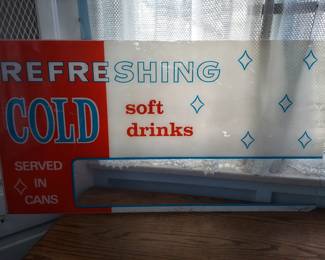 REFRESHING
COLD
soft
drinks
SERVED
IN
CANS